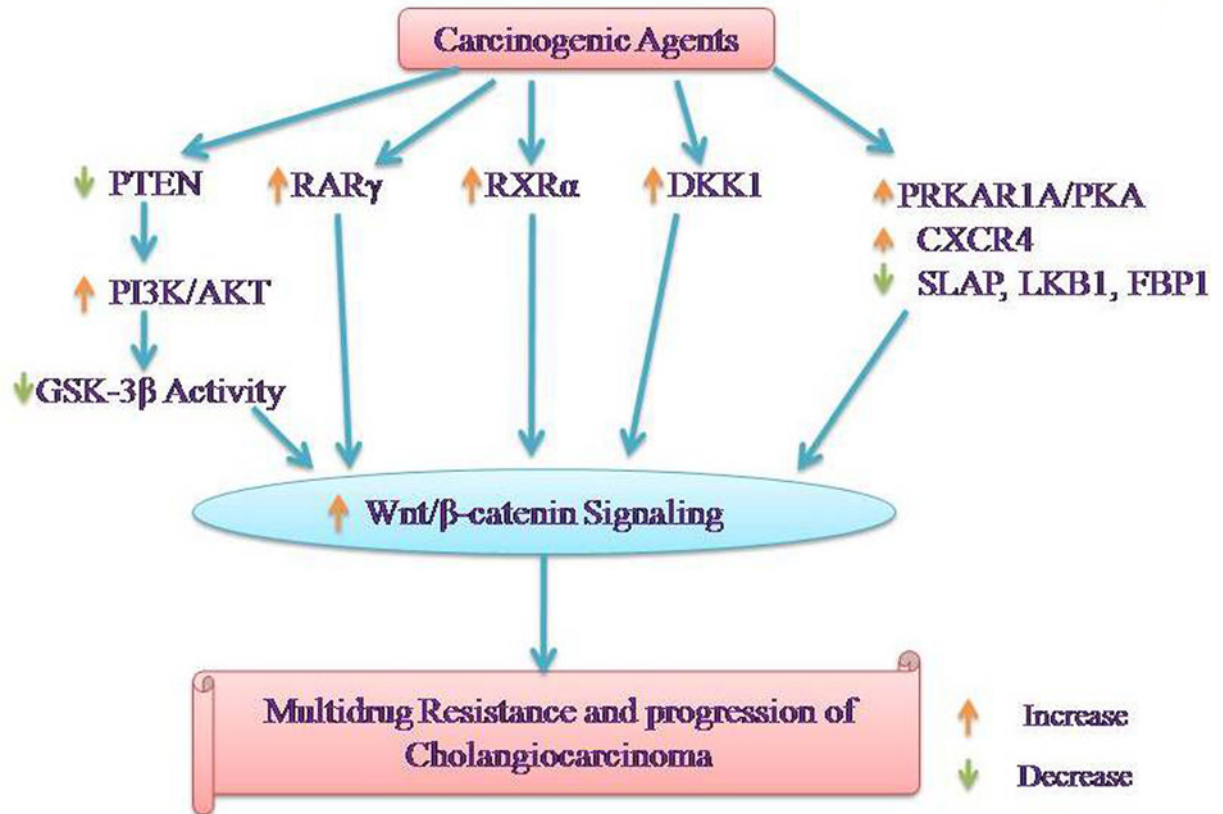 Carcinogenic Agents
PTEN
RARγ
RXRα
DKK1
PRKAR1A/PKA
CXCR4
SLAP, LKB1, FBP1
PI3K/AKT
GSK-3β Activity
Wnt/β-catenin Signaling
Multidrug Resistance and progression of
Cholangiocarcinoma
Increase
Decrease